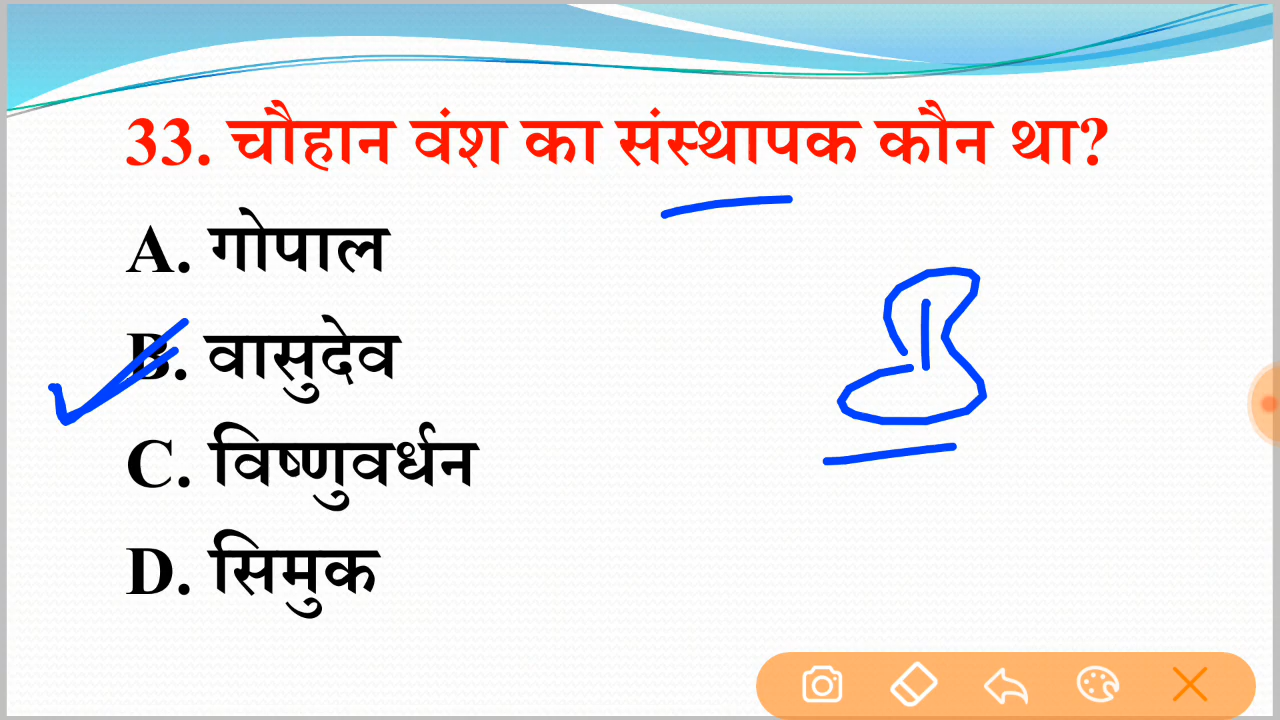 33. चौहान वंश का संस्थापक कौन था?
A. गोपाल
B. वासुदेव
B
C. विष्णुवर्धन
D. सिमुक